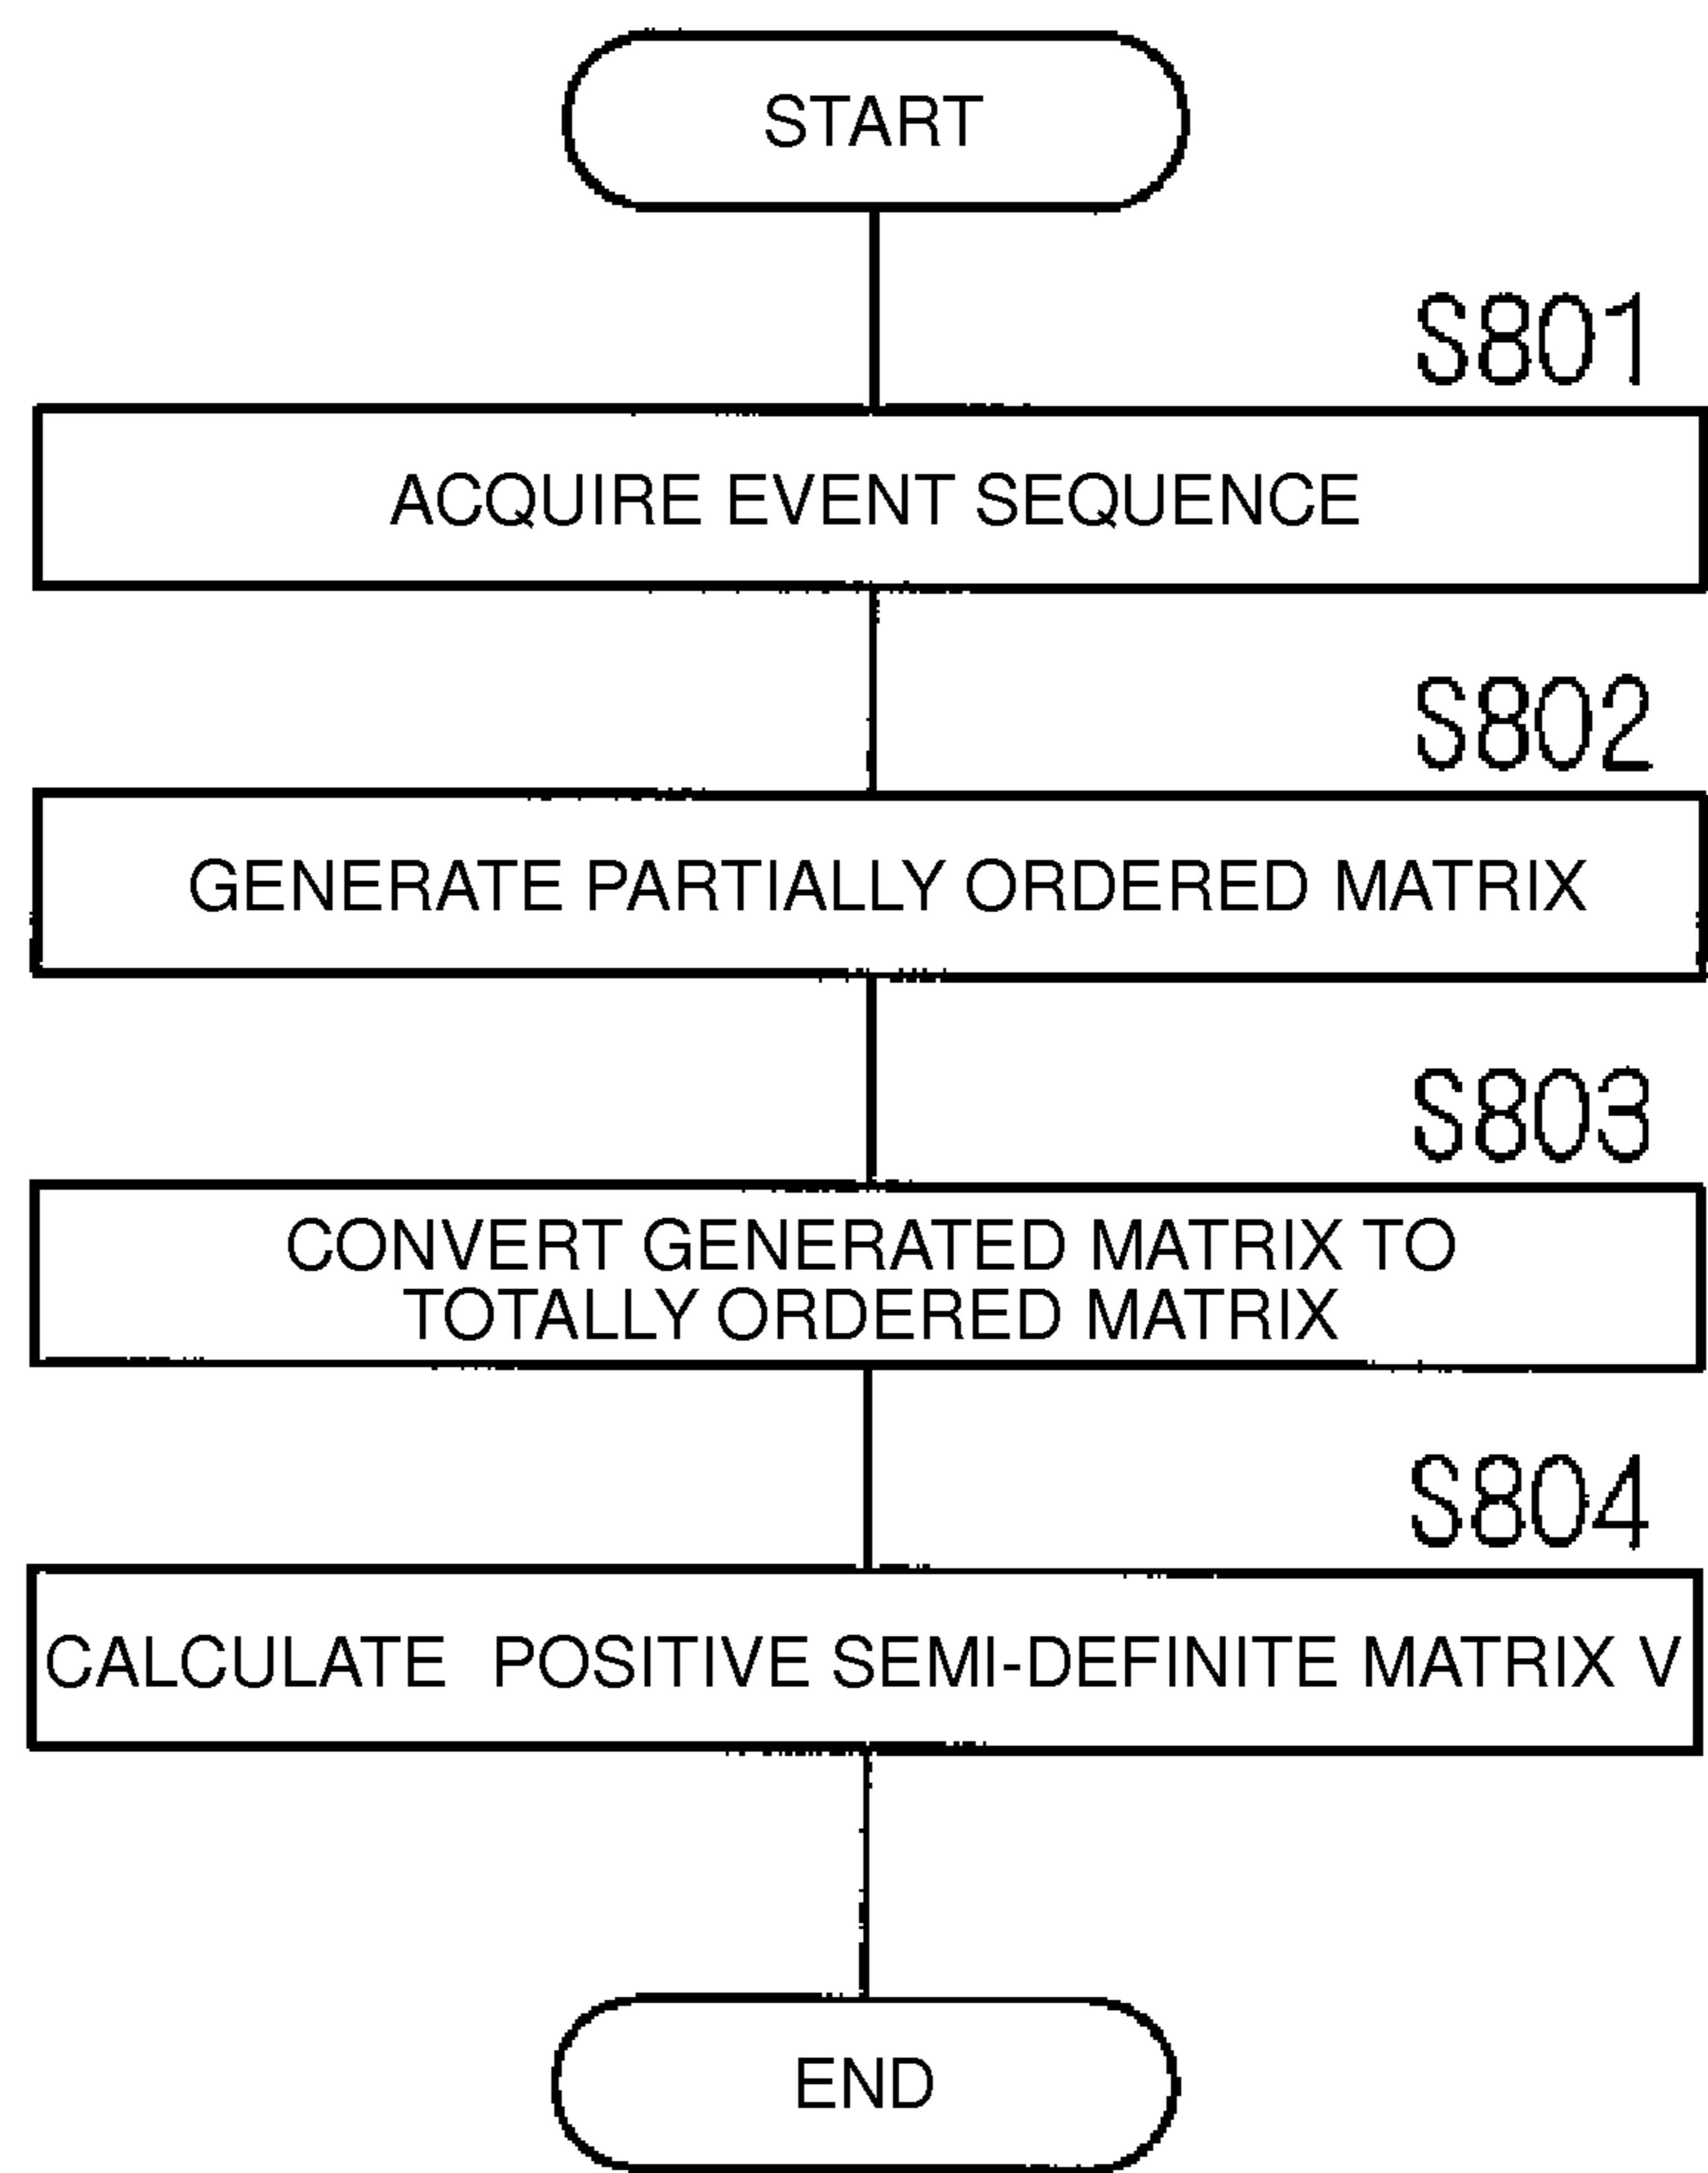 START
S801
ACQUIRE EVENT SEQUENCE
S802
GENERATE PARTIALLY ORDERED MATRIX
S803
CONVERT GENERATED MATRIX TO
TOTALLY ORDERED MATRIX
S804
CALCULATE POSITIVE SEMI-DEFINITE MATRIX V
END